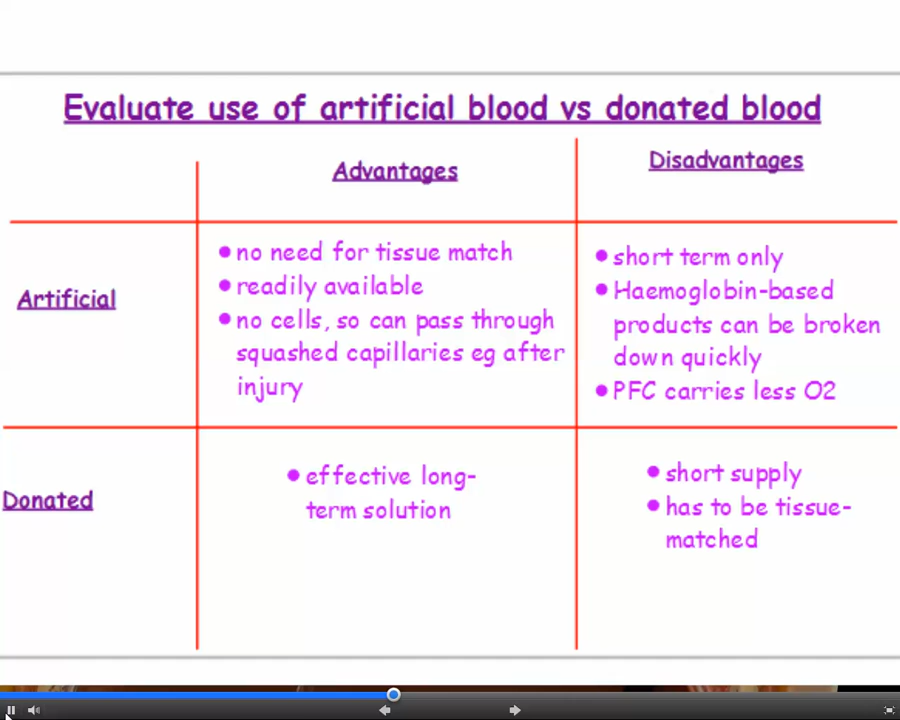 Evaluate use of artificial blood vs donated blood
Advantages
Disadvantages
Artificial
● no need for tissue match
● readily available
● no cells, so can pass through
squashed capillaries eg after
injury
● short term only
● Haemoglobin-based
products can be broken
down quickly
● PFC carries less O2
Donated
● effective long-
term solution
● short supply
● has to be tissue-
matched